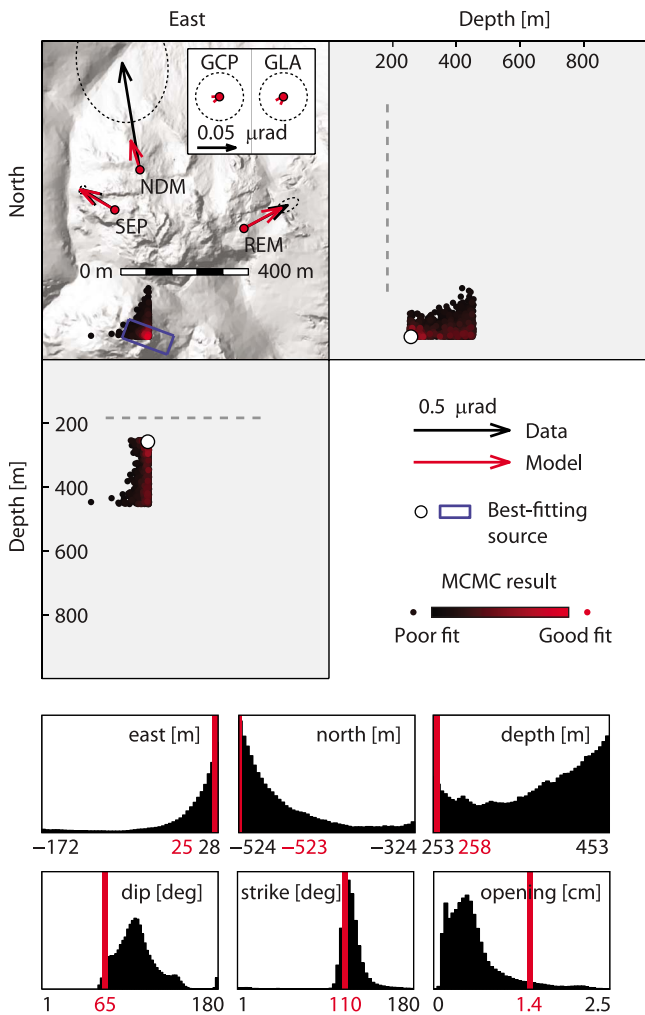 East
Depth [m]
200 400 600 800
North
GCP GLA
0.05 μrad
NDM
SEP
REM
0 m 400 m
Depth [m]
200
400
600
800
0.5 μrad
Data
Model
Best-fitting
source
MCMC result
Poor fit Good fit
east [m]
−172 25 28
north [m]
−524 −523 −324
depth [m]
253 258 453
dip [deg]
1 65 180
strike [deg]
1 110 180
opening [cm]
0 1.4 2.5